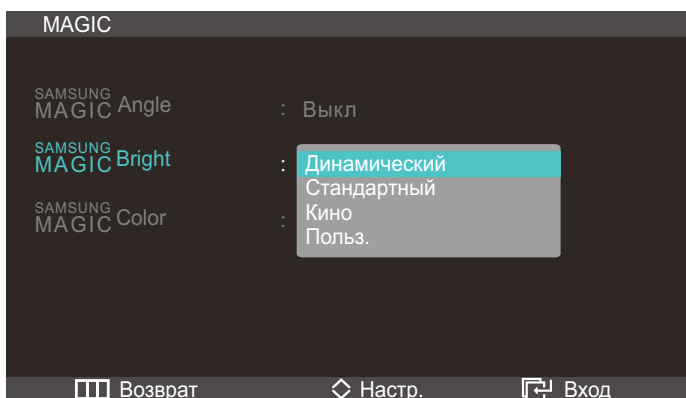 MAGIC
SAMSUNG
MAGIC Angle : Выкл
SAMSUNG
MAGIC Bright : Динамический
Стандартный
SAMSUNG
MAGIC Color : Кино
Польз.
Возврат Настр. Вход